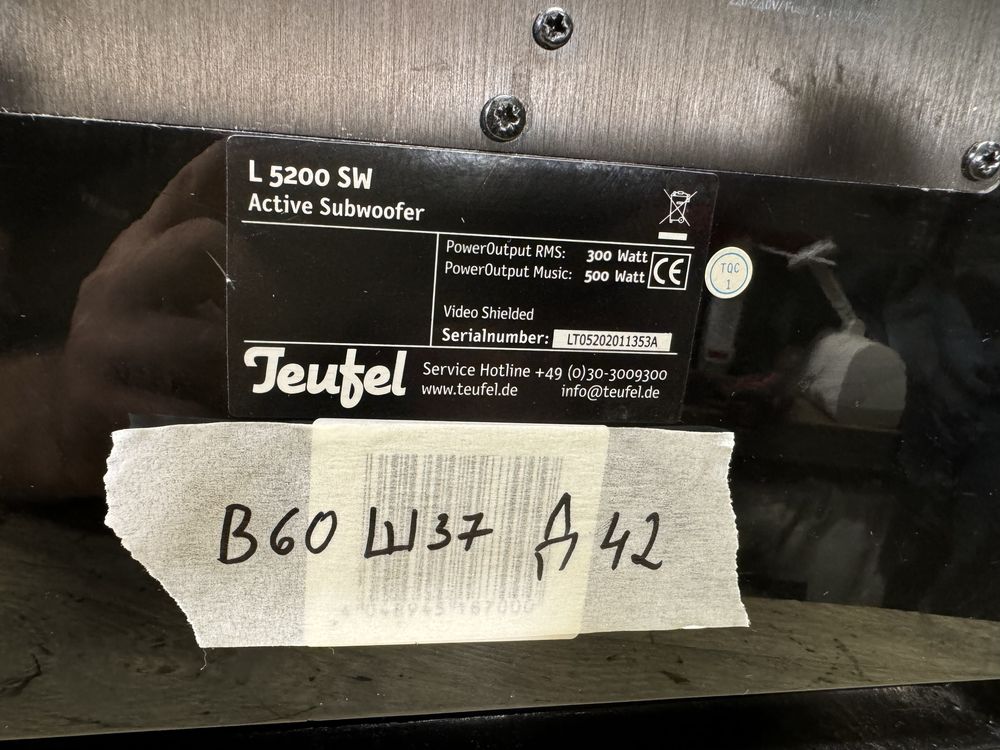 L 5200 SW
Active Subwoofer
PowerOutput RMS: 300 Watt
PowerOutput Music: 500 Watt
CE
TQC
1
Video Shielded
Serialnumber: LT05202011353A
Teufel
Service Hotline +49 (0)30-3009300
www.teufel.de info@teufel.de
В60 Ш37 Д42